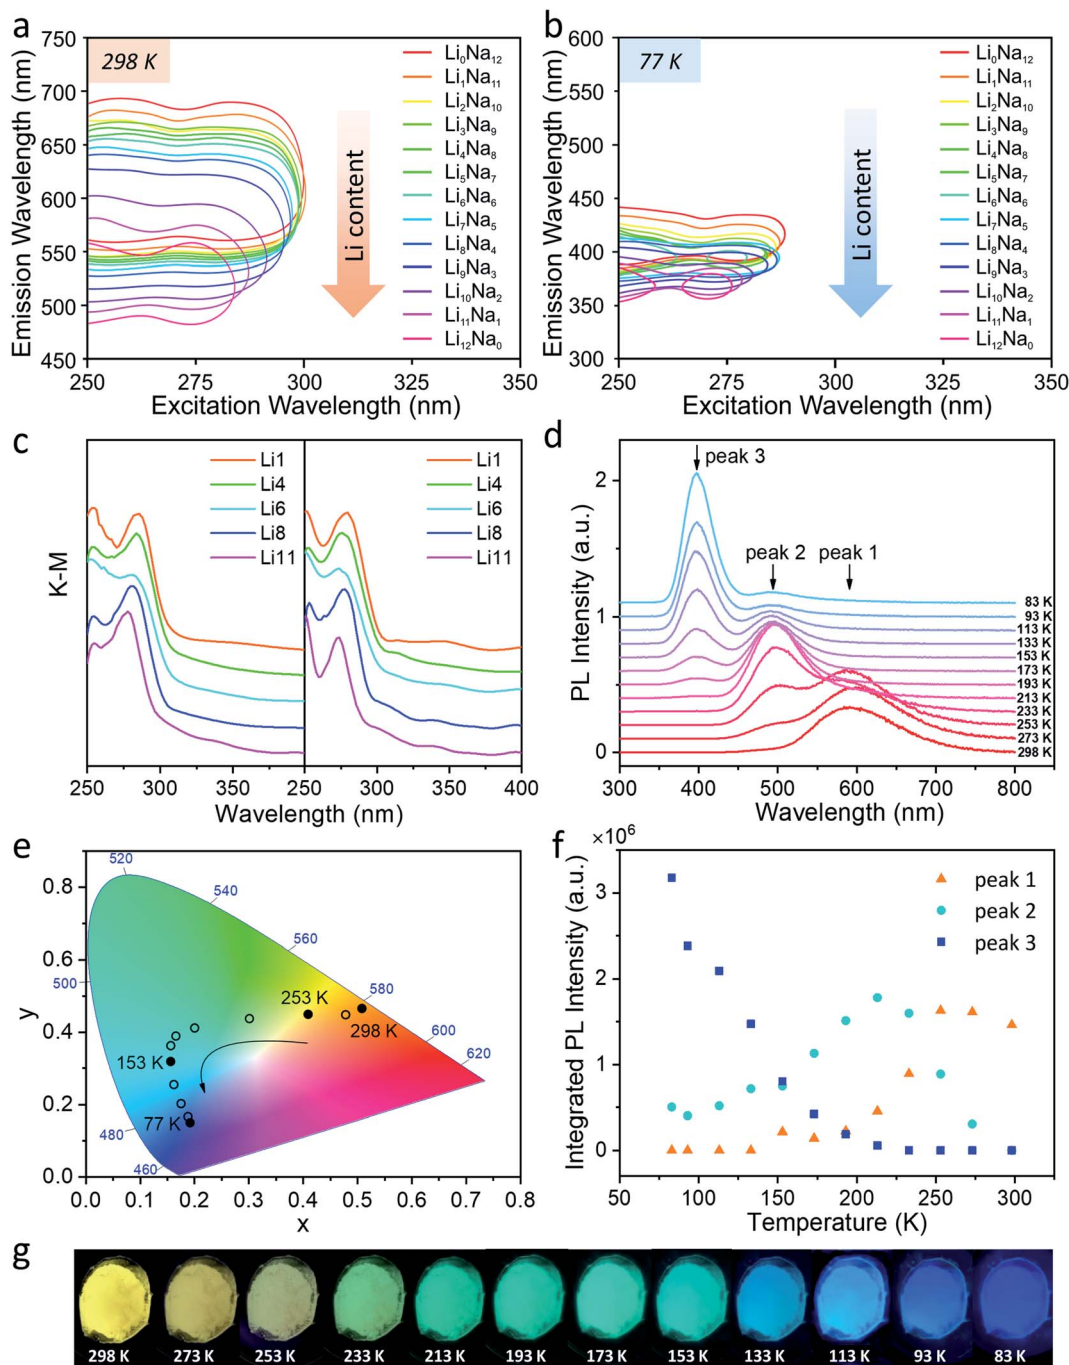 a
298 K
750
700
650
600
550
500
450
Emission Wavelength (nm)
250
275
300
325
350
Excitation Wavelength (nm)
Li content
Li₀Na₁₂
Li₁Na₁₁
Li₂Na₁₀
Li₃Na₉
Li₄Na₈
Li₅Na₇
Li₆Na₆
Li₇Na₅
Li₈Na₄
Li₉Na₃
Li₁₀Na₂
Li₁₁Na₁
Li₁₂Na₀
b
77 K
600
550
500
450
400
350
300
Emission Wavelength (nm)
250
275
300
325
350
Excitation Wavelength (nm)
Li content
Li₀Na₁₂
Li₁Na₁₁
Li₂Na₁₀
Li₃Na₉
Li₄Na₈
Li₅Na₇
Li₆Na₆
Li₇Na₅
Li₈Na₄
Li₉Na₃
Li₁₀Na₂
Li₁₁Na₁
Li₁₂Na₀
c
K-M
Li1
Li4
Li6
Li8
Li11
Li1
Li4
Li6
Li8
Li11
250
300
350
250
300
350
400
Wavelength (nm)
d
PL Intensity (a.u.)
2
1
0
peak 3
peak 2
peak 1
83 K
93 K
113 K
133 K
153 K
173 K
193 K
213 K
233 K
253 K
273 K
298 K
300
400
500
600
700
800
Wavelength (nm)
e
y
0.8
0.6
0.4
0.2
0.0
520
540
560
580
600
620
500
480
460
253 K
298 K
153 K
77 K
0.0
0.1
0.2
0.3
0.4
0.5
0.6
0.7
0.8
x
f
×10⁶
Integrated PL Intensity (a.u.)
3
2
1
0
peak 1
peak 2
peak 3
50
100
150
200
250
300
Temperature (K)
g
298 K
273 K
253 K
233 K
213 K
193 K
173 K
153 K
133 K
113 K
93 K
83 K